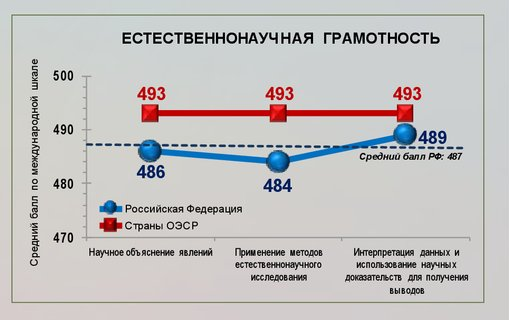 ЕСТЕСТВЕННОНАУЧНАЯ ГРАМОТНОСТЬ
Средний балл по международной шкале
500
490
480
470
493
493
493
486
484
489
Средний балл РФ: 487
Российская Федерация
Страны ОЭСР
Научное объяснение явлений
Применение методов
естественнонаучного
исследования
Интерпретация данных и
использование научных
доказательств для получения
выводов